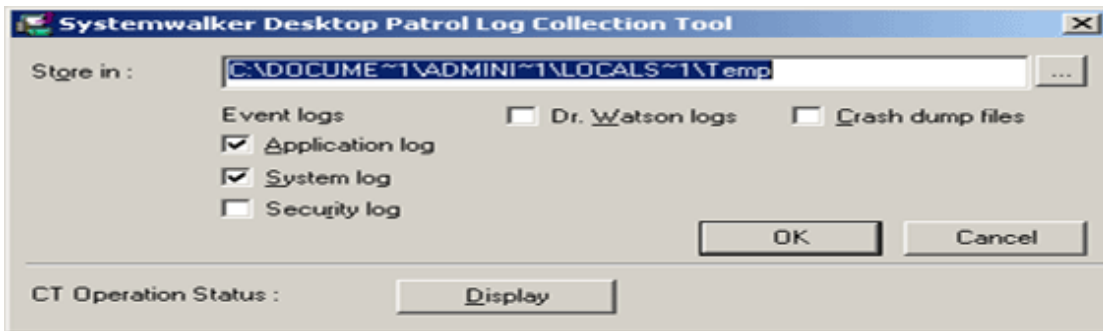 Systemwalker Desktop Patrol Log Collection Tool
Store in : C:\DOCUME~1\ADMINI~1\LOCALS~1\Temp ...
Event logs Dr. Watson logs Crash dump files
Application log
System log
Security log
OK Cancel
CT Operation Status : Display